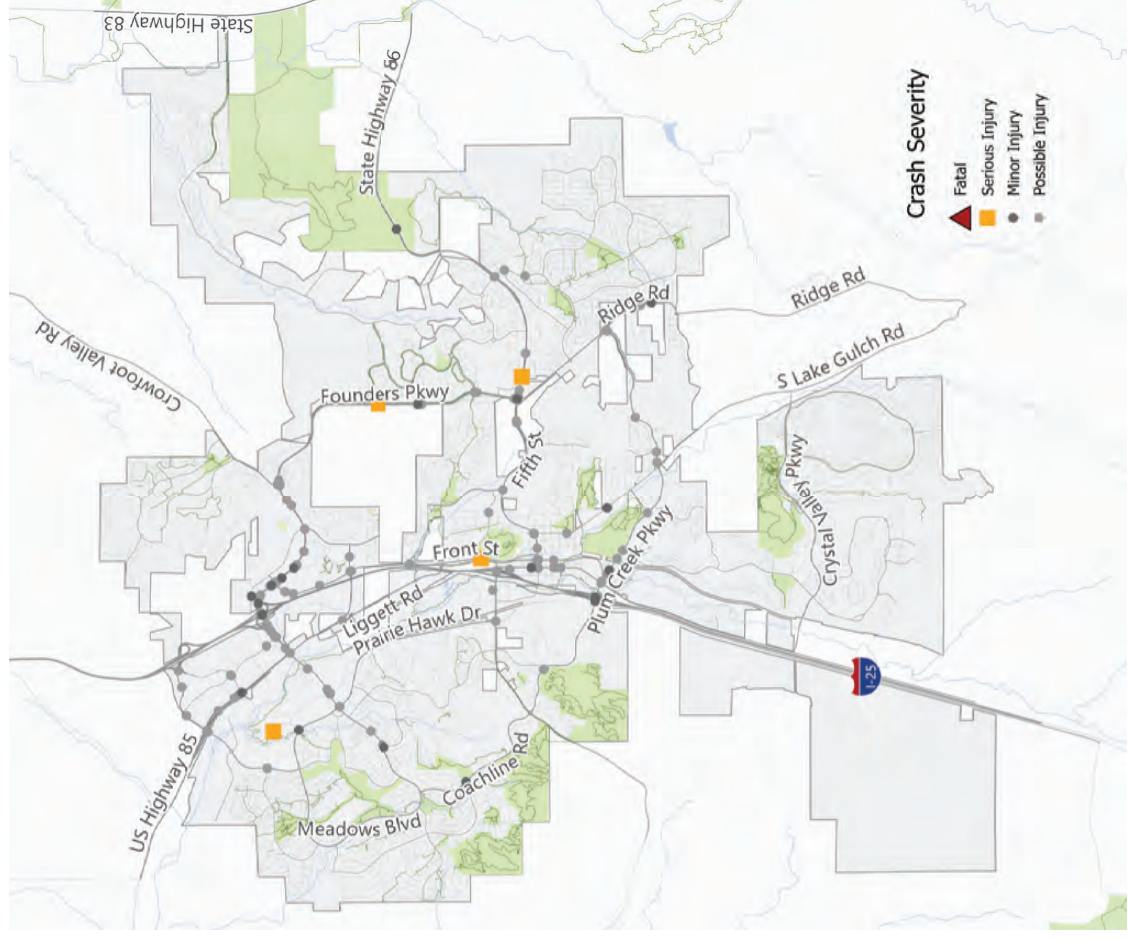 State Highway 83
State Highway 86
Crowfoot Valley Rd
Founders Pkwy
Ridge Rd
Ridge Rd
S Lake Gulch Rd
Fifth St
Front St
Liggett Rd
Prairie Hawk Dr
Plum Creek Pkwy
Crystal Valley Pkwy
US Highway 85
Meadows Blvd
Coachline Rd
I-25
Crash Severity
Fatal
Serious Injury
Minor Injury
Possible Injury